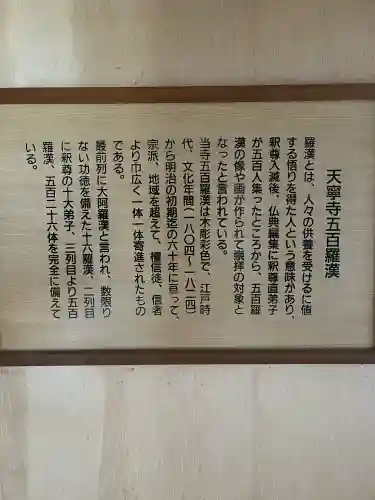 天寧寺五百羅漢
羅漢とは、人々の供養を受けるに値
する悟りを得た人という意味があり、
釈尊入滅後、仏典編集に釈尊直弟子
が五百人集ったところから、五百羅
漢の像や画が作られて崇拝の対象と
なったと言われている。
当寺五百羅漢は木彫彩色で、江戸時
代、文化年間(一八〇四〜一八二四)
から明治の初期迄の六十年に亘って、
宗派、地域を超えて、檀信徒、信者
より巾広く一体一体寄進されたもの
である。
最前列に大阿羅漢と言われ、数限り
ない功徳を備えた十六羅漢、二列目
に釈尊の十大弟子、三列目より五百
羅漢、五百二十六体を完全に備えて
いる。